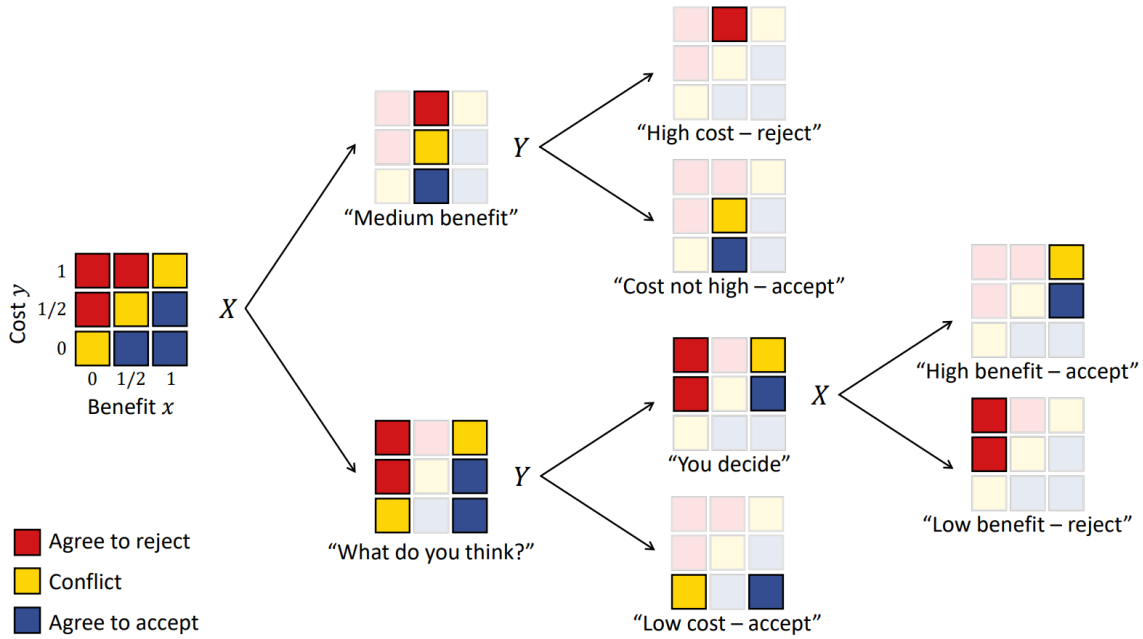 “High cost – reject”
Y
“Medium benefit”
“Cost not high – accept”
Cost y
1
1/2
0
0 1/2 1
Benefit x
X
“High benefit – accept”
“You decide”
X
Y
“What do you think?”
“Low benefit – reject”
“Low cost – accept”
Agree to reject
Conflict
Agree to accept